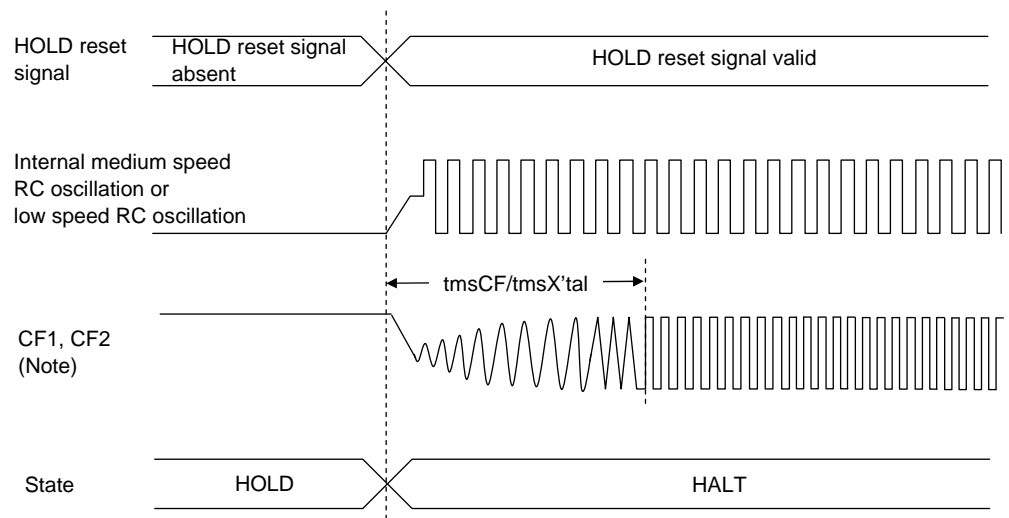 HOLD reset
signal
HOLD reset signal
absent
HOLD reset signal valid
Internal medium speed
RC oscillation or
low speed RC oscillation
tmsCF/tmsX'tal
CF1, CF2
(Note)
State
HOLD
HALT